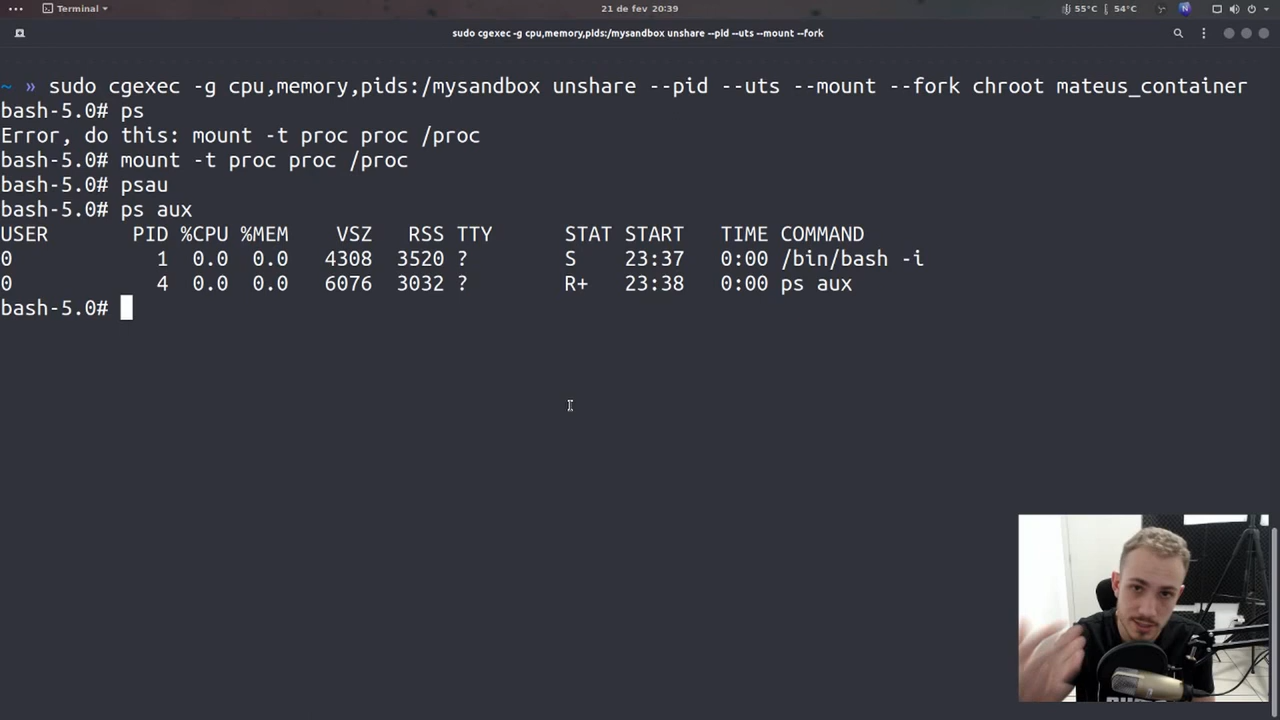 Terminal
21 de fev 20:39
55°C 54°C N
sudo cgexec -g cpu,memory,pids:/mysandbox unshare --pid --uts --mount --fork
~ » sudo cgexec -g cpu,memory,pids:/mysandbox unshare --pid --uts --mount --fork chroot mateus_container
bash-5.0# ps
Error, do this: mount -t proc proc /proc
bash-5.0# mount -t proc proc /proc
bash-5.0# psau
bash-5.0# ps aux
USER PID %CPU %MEM VSZ RSS TTY STAT START TIME COMMAND
0 1 0.0 0.0 4308 3520 ? S 23:37 0:00 /bin/bash -i
0 4 0.0 0.0 6076 3032 ? R+ 23:38 0:00 ps aux
bash-5.0#